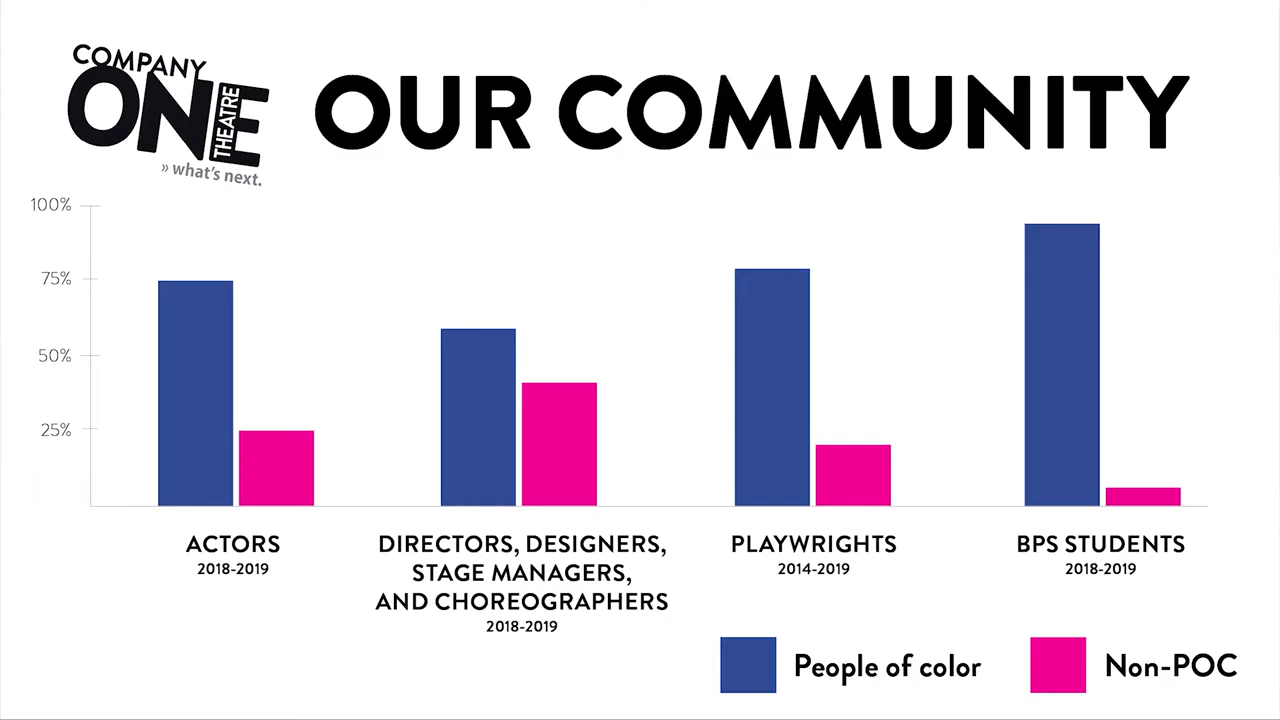 COMPANY
ONE
THEATRE
» what's next.
OUR COMMUNITY
100%
75%
50%
25%
ACTORS
2018-2019
DIRECTORS, DESIGNERS,
STAGE MANAGERS,
AND CHOREOGRAPHERS
2018-2019
PLAYWRIGHTS
2014-2019
BPS STUDENTS
2018-2019
People of color
Non-POC